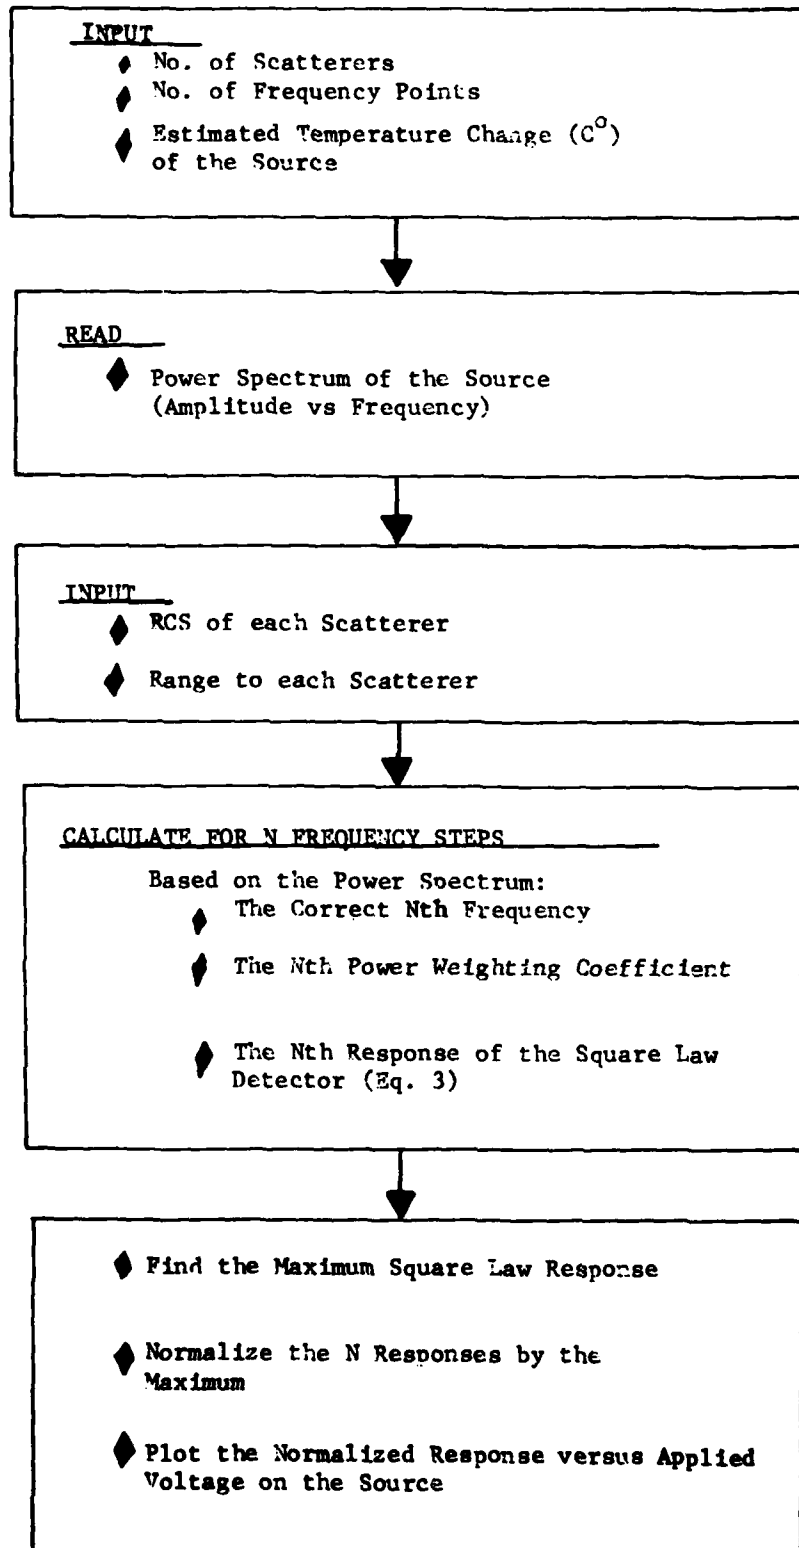 INPUT
No. of Scatterers
No. of Frequency Points
Estimated Temperature Change (C°)
of the Source
READ
Power Spectrum of the Source
(Amplitude vs Frequency)
INPUT
RCS of each Scatterer
Range to each Scatterer
CALCULATE FOR N FREQUENCY STEPS
Based on the Power Spectrum:
The Correct Nth Frequency
The Nth Power Weighting Coefficient
The Nth Response of the Square Law
Detector (Eq. 3)
Find the Maximum Square Law Response
Normalize the N Responses by the
Maximum
Plot the Normalized Response versus Applied
Voltage on the Source